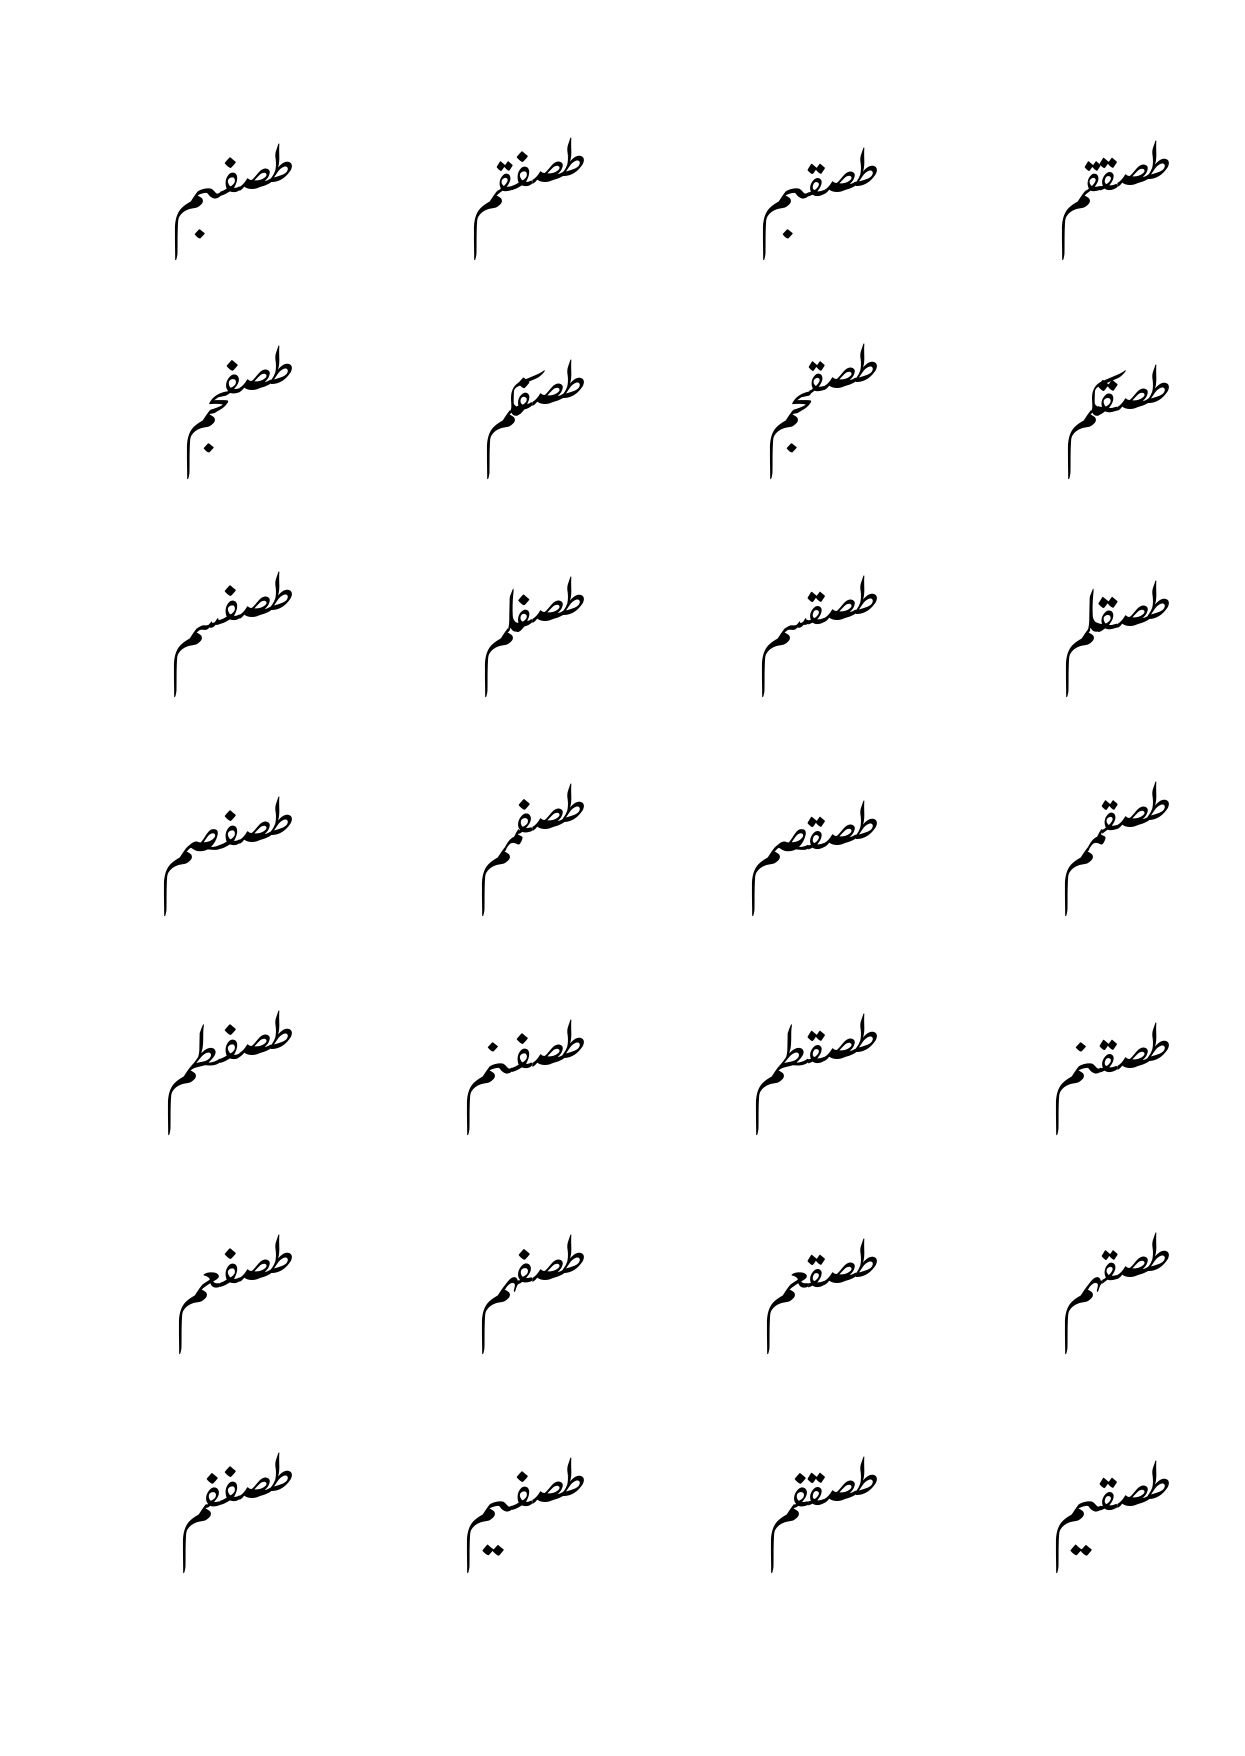 طصققم طصقبم طصفقم طصفبم
طصقكم طصقجم طصفكم طصفجم
طصقلم طصقسم طصفلم طصفسم
طصقمم طصقصم طصفمم طصفصم
طصقنم طصقطم طصفنم طصفطم
طصقهم طصقعم طصفهم طصفعم
طصقيم طصقفم طصفيم طصففم